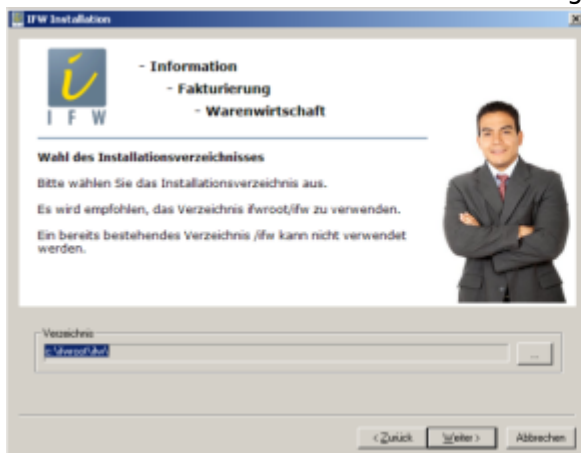 IFW Installation
i
I F W
- Information
- Fakturierung
- Warenwirtschaft
Wahl des Installationsverzeichnisses
Bitte wählen Sie das Installationsverzeichnis aus.
Es wird empfohlen, das Verzeichnis ifwroot/ifw zu verwenden.
Ein bereits bestehendes Verzeichnis /ifw kann nicht verwendet
werden.
Verzeichnis
c:\ifwroot\ifw\
...
< Zurück
Weiter >
Abbrechen